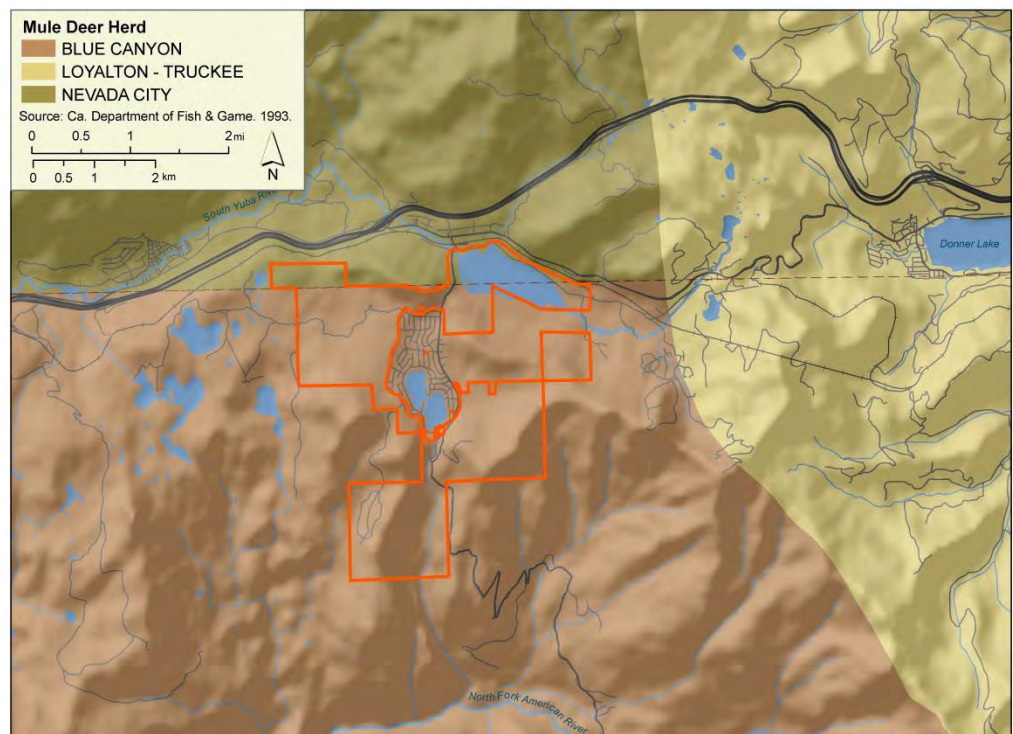 Mule Deer Herd
BLUE CANYON
LOYALTON - TRUCKEE
NEVADA CITY
Source: Ca. Department of Fish & Game. 1993.
0 0.5 1 2 mi
0 0.5 1 2 km
N
South Yuba River
Donner Lake
North Fork American River